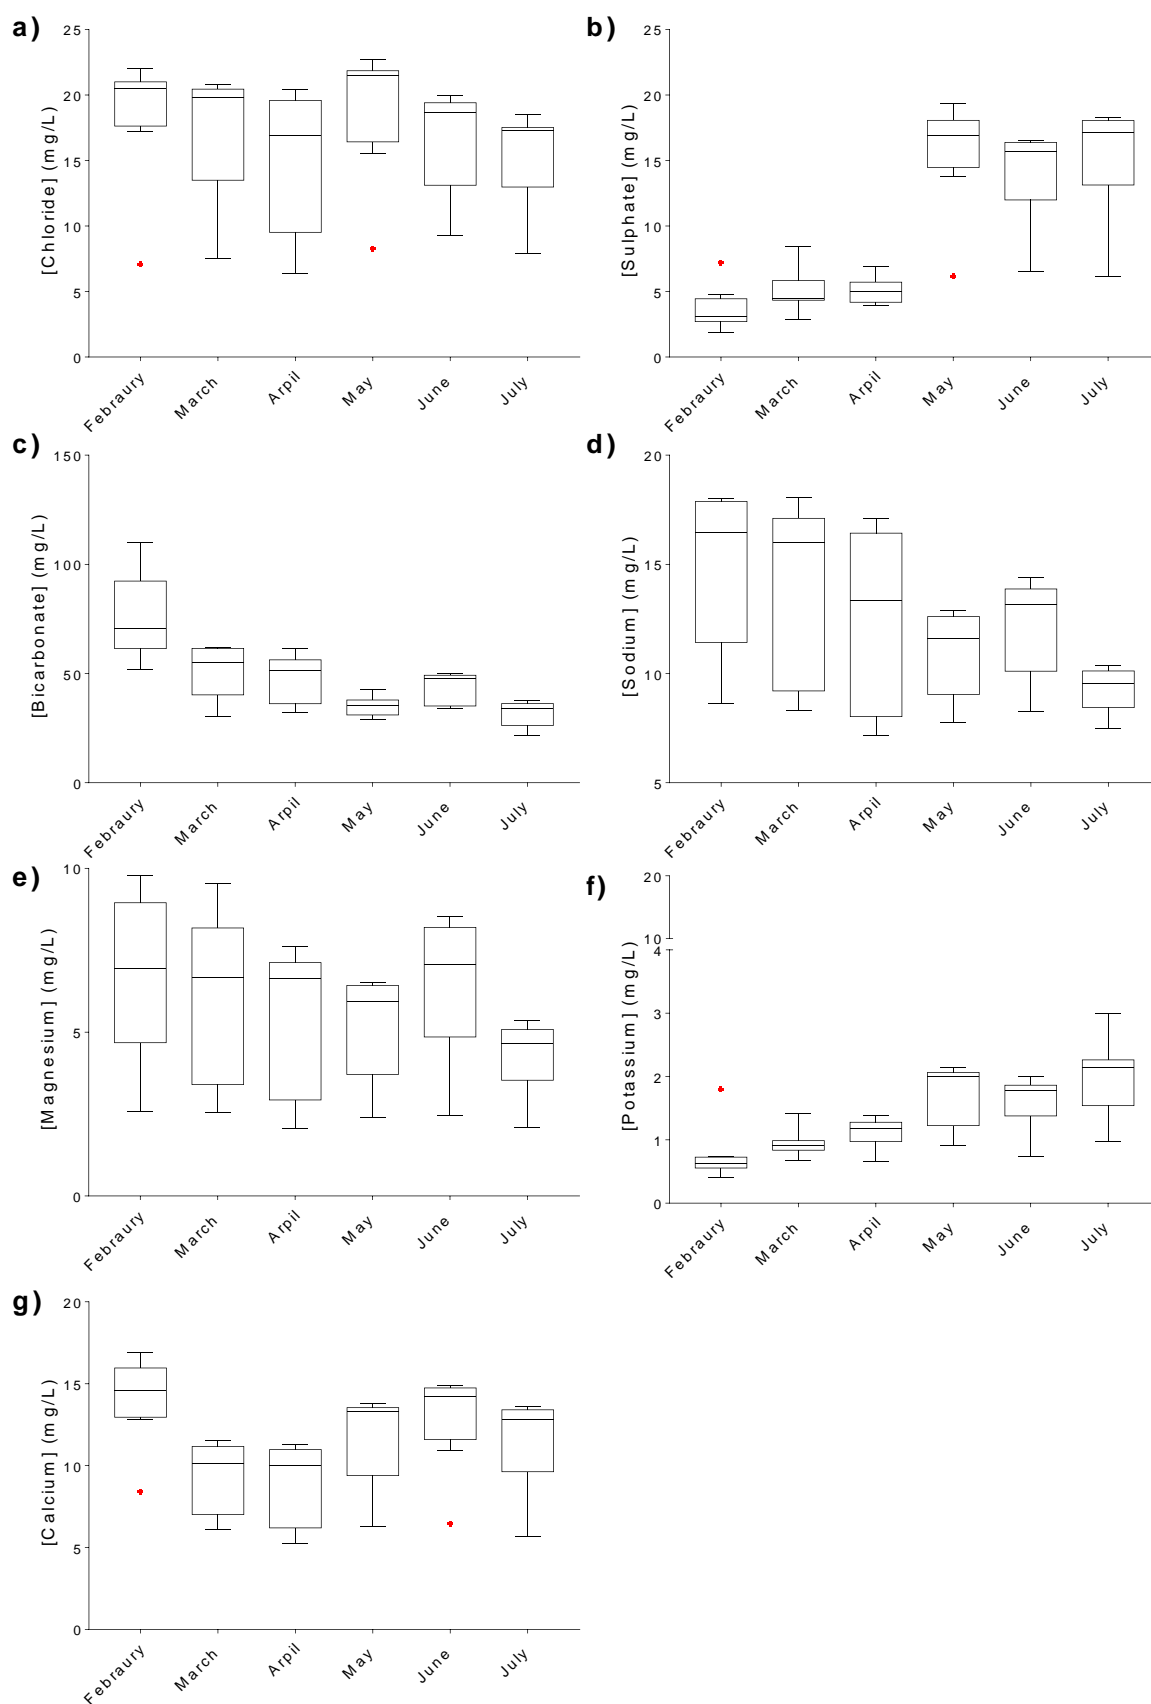 a)
[Chloride] (mg/L)
25
20
15
10
5
0
Febraury
March
Arpil
May
June
July
b)
[Sulphate] (mg/L)
25
20
15
10
5
0
Febraury
March
Arpil
May
June
July
c)
[Bicarbonate] (mg/L)
150
100
50
0
Febraury
March
Arpil
May
June
July
d)
[Sodium] (mg/L)
20
15
10
5
Febraury
March
Arpil
May
June
July
e)
[Magnesium] (mg/L)
10
5
0
Febraury
March
Arpil
May
June
July
f)
[Potassium] (mg/L)
20
10
4
3
2
1
0
Febraury
March
Arpil
May
June
July
g)
[Calcium] (mg/L)
20
15
10
5
0
Febraury
March
Arpil
May
June
July